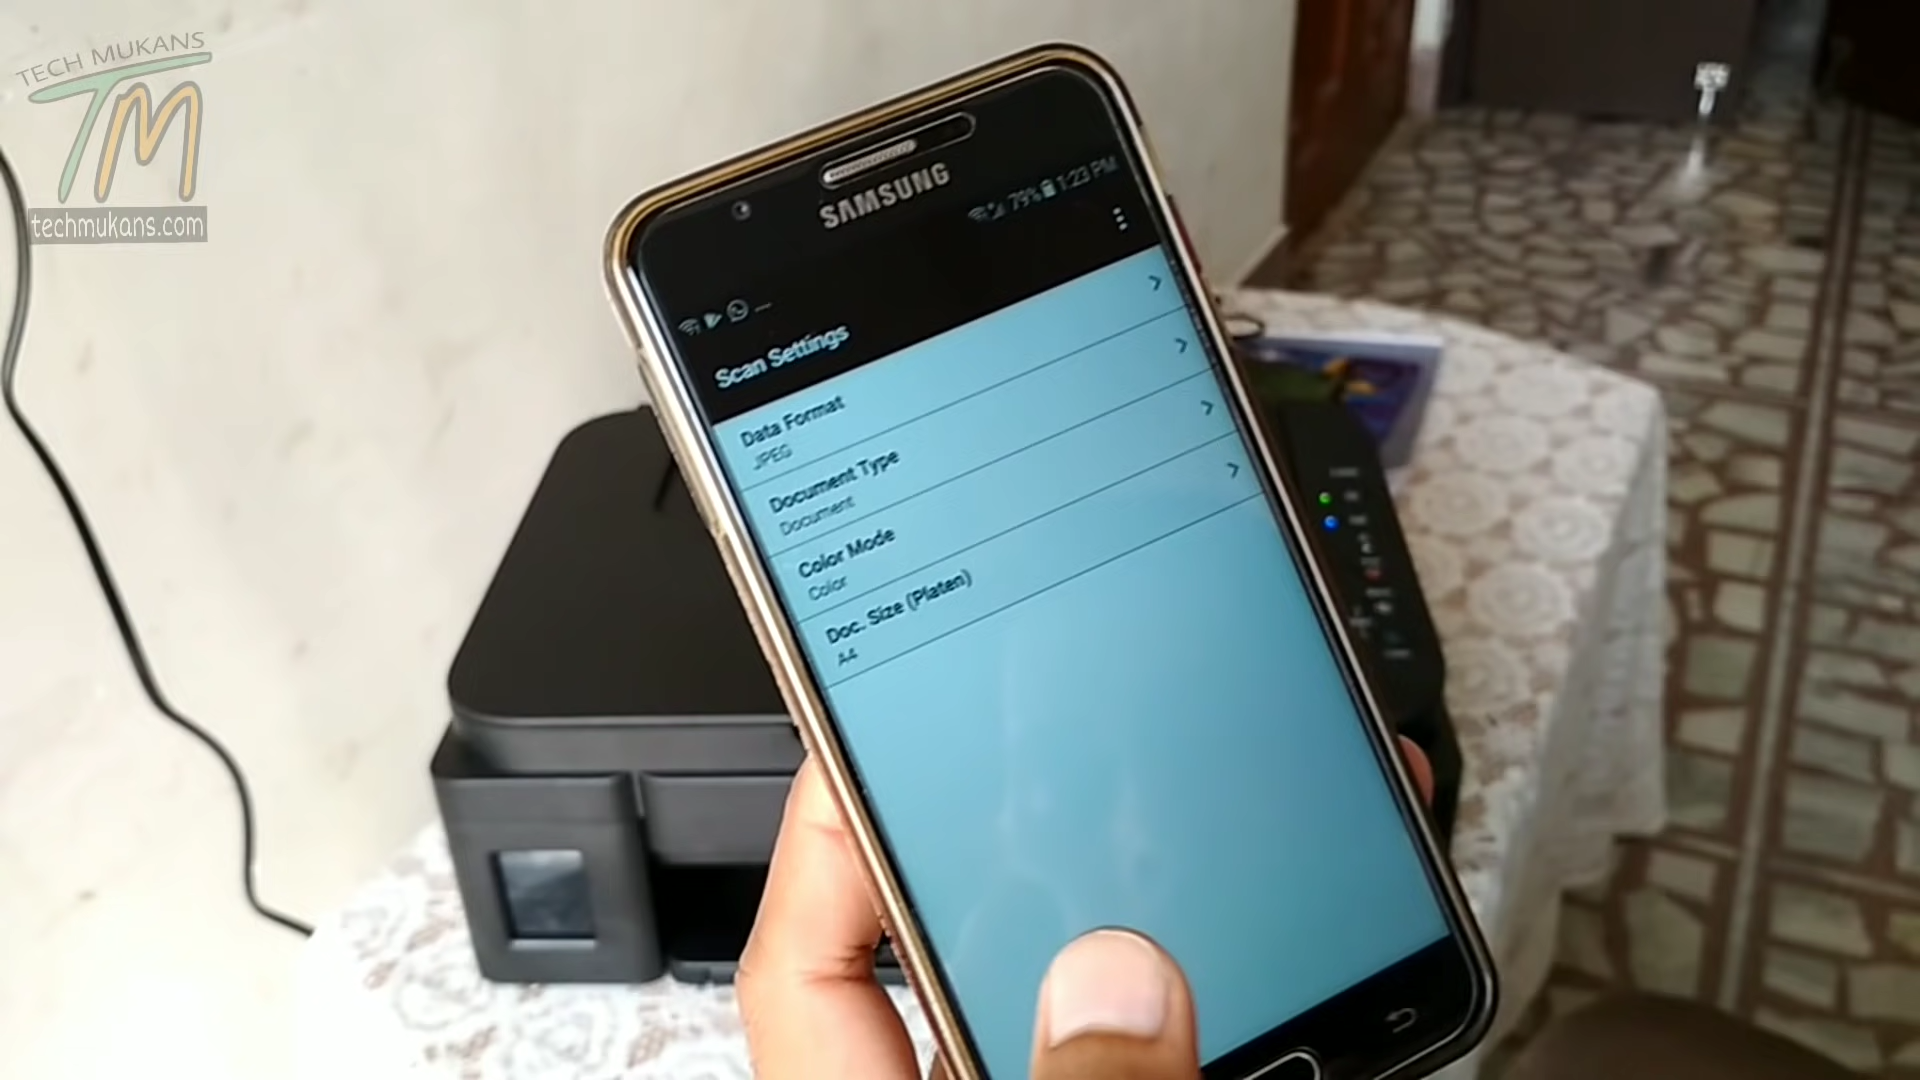 TECH MUKANS
TM
techmukans.com
SAMSUNG
79% 1:23 PM
Scan Settings
Data Format
JPEG
Document Type
Document
Color Mode
Color
Doc. Size (Platen)
A4